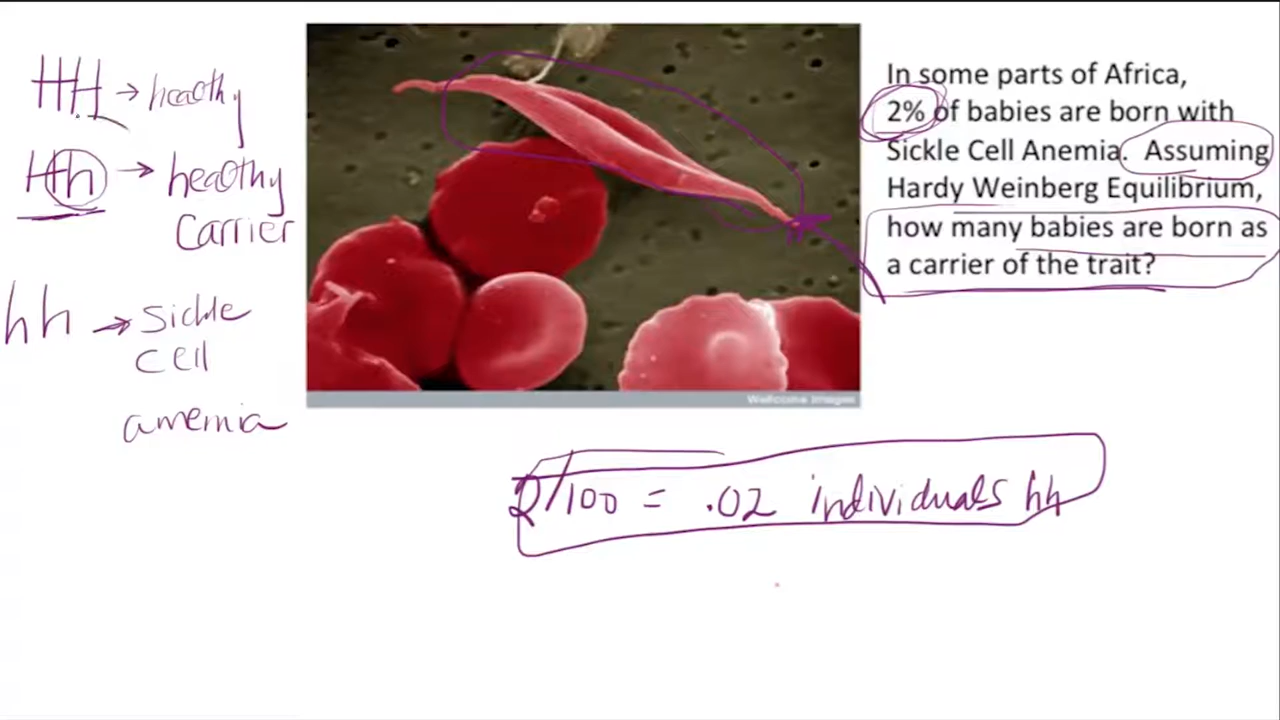 HH → healthy
Hh → healthy
Carrier
hh → Sickle
Cell
anemia
Wellcome Images
In some parts of Africa,
2% of babies are born with
Sickle Cell Anemia. Assuming
Hardy Weinberg Equilibrium,
how many babies are born as
a carrier of the trait?
2/100 = .02 individuals hh